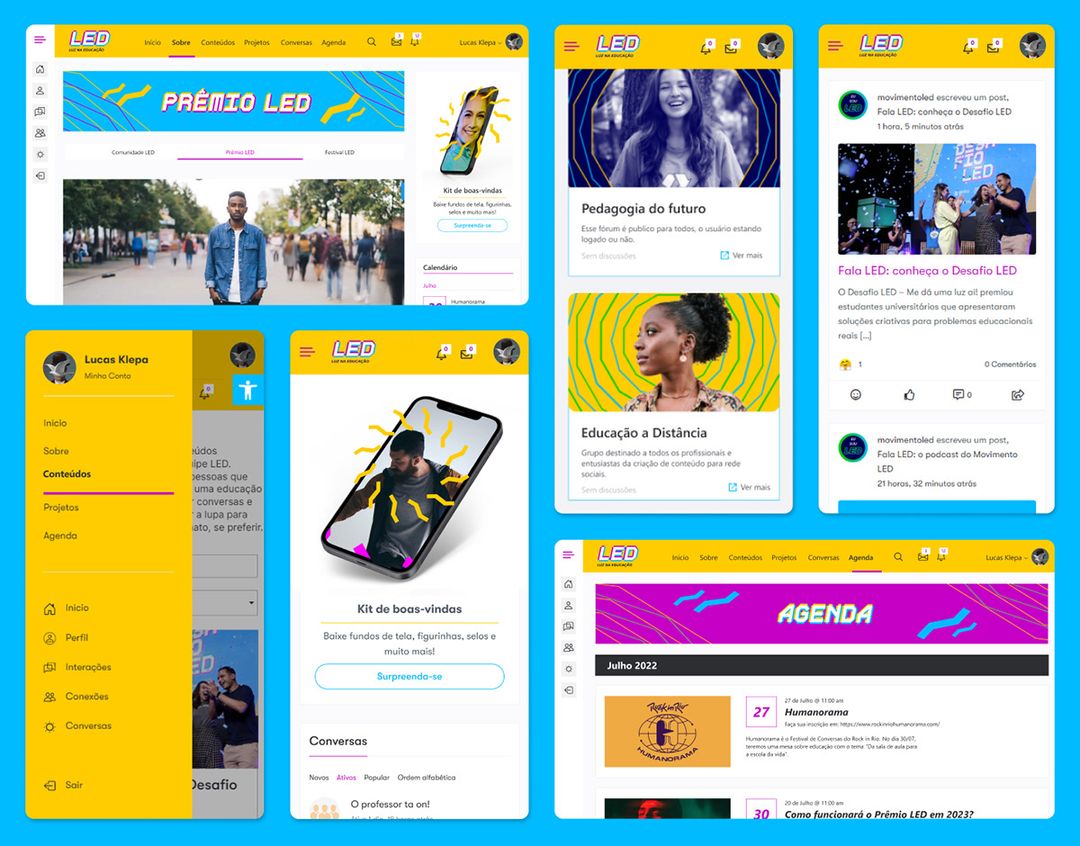 LED
LUZ NA EDUCAÇÃO
Início Sobre Conteúdos Projetos Conversas Agenda
Lucas Klepa
PRÊMIO LED
Comunidade LED Prêmio LED Festival LED
Kit de boas-vindas
Baixe fundos de tela, figurinhas,
selos e muito mais!
Surpreenda-se
Calendário
Julho
Humanorama
LED
LUZ NA EDUCAÇÃO
0 0
Pedagogia do futuro
Esse fórum é publico para todos, o usuário estando
logado ou não.
Sem discussões
Ver mais
Educação a Distância
Grupo destinado a todos os profissionais e
entusiastas da criação de conteúdo para rede
sociais.
Sem discussões
Ver mais
LED
LUZ NA EDUCAÇÃO
0 0
movimentoled escreveu um post,
Fala LED: conheça o Desafio LED
1 hora, 5 minutos atrás
Fala LED: conheça o Desafio LED
O Desafio LED – Me dá uma luz aí! premiou
estudantes universitários que apresentaram
soluções criativas para problemas educacionais
reais [...]
1
0 Comentários
0
movimentoled escreveu um post,
Fala LED: o podcast do Movimento
LED
21 horas, 32 minutos atrás
Lucas Klepa
Minha Conta
Início
Sobre
Conteúdos
Projetos
Agenda
Início
Perfil
Interações
Conexões
Conversas
Sair
0
eúdos
ipe LED.
pessoas que
uma educação
r conversas e
r a lupa para
nato, se preferir.
Desafio
LED
LUZ NA EDUCAÇÃO
0 0
Kit de boas-vindas
Baixe fundos de tela, figurinhas, selos e
muito mais!
Surpreenda-se
Conversas
Novos Ativos Popular Ordem alfabética
O professor ta on!
LED
LUZ NA EDUCAÇÃO
Início Sobre Conteúdos Projetos Conversas Agenda
Lucas Klepa
AGENDA
Julho 2022
Rock in Rio
HUMANORAMA
27
27 de Julho @ 11:00 am
Humanorama
Faça sua inscrição em: https://www.rockinriohumanorama.com/
Humanorama é o Festival de Conversas do Rock in Rio. No dia 30/07,
teremos uma mesa sobre educação com o tema: "Da sala de aula para
a escola da vida".
30
20 de Julho @ 11:00 am
Como funcionará o Prêmio LED em 2023?